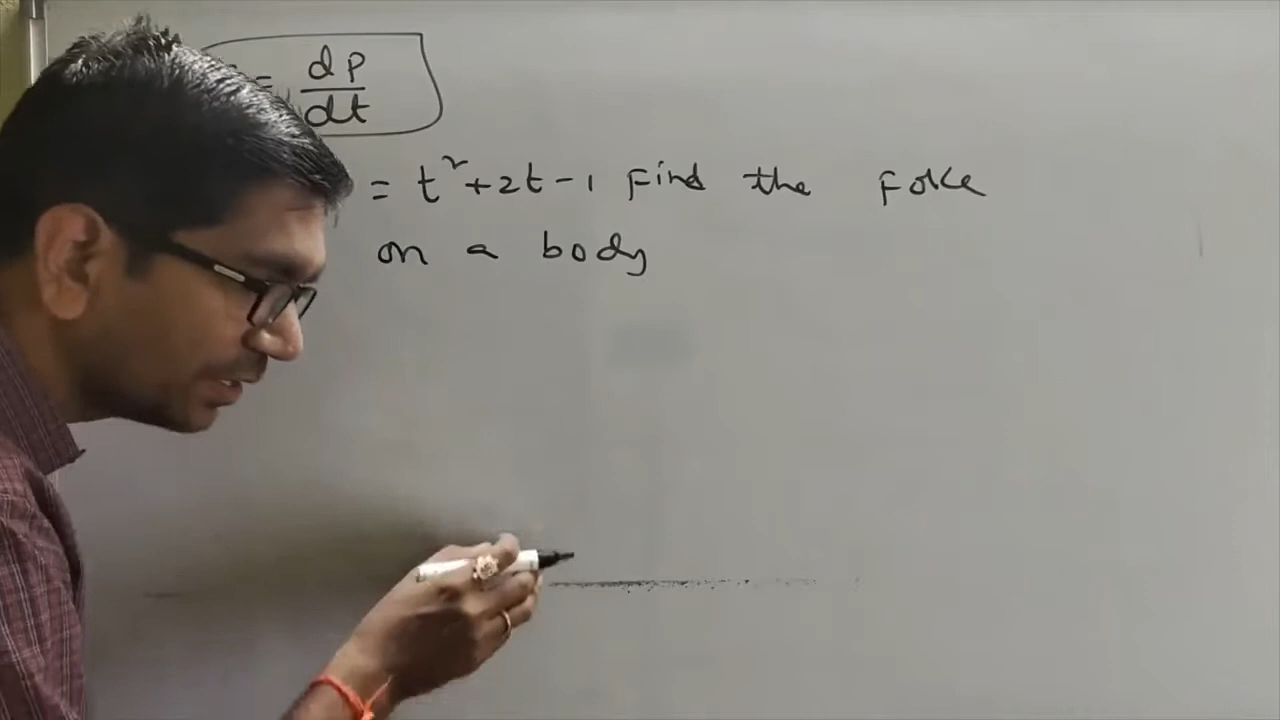 = dp/dt
= t²+2t-1 Find the Force
on a body